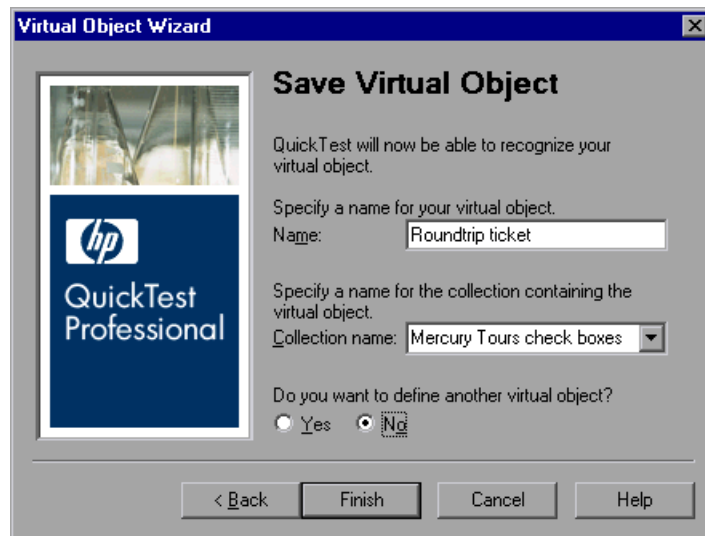 Virtual Object Wizard
Save Virtual Object
QuickTest will now be able to recognize your
virtual object.
Specify a name for your virtual object.
Name: Roundtrip ticket
Specify a name for the collection containing the
virtual object.
Collection name: Mercury Tours check boxes
Do you want to define another virtual object?
Yes No
hp
QuickTest
Professional
< Back Finish Cancel Help